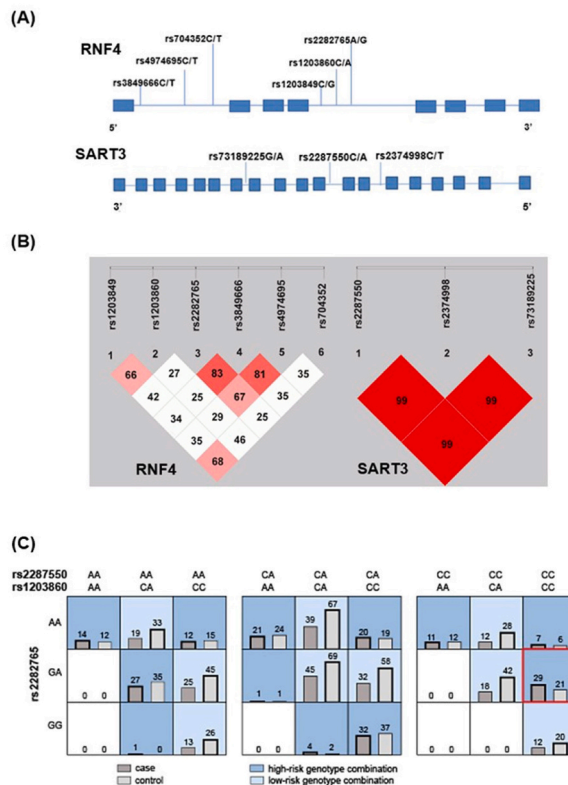 (A)
RNF4
rs704352C/T
rs2282765A/G
rs4974695C/T
rs1203860C/A
rs3849666C/T
rs1203849C/G
5'
3'
SART3
rs73189225G/A
rs2287550C/A
rs2374998C/T
3'
5'
(B)
rs1203849
rs1203860
rs2282765
rs3849666
rs4974695
rs704352
rs2287550
rs2374998
rs73189225
1 2 3 4 5 6
1 2 3
66 27 83 81 35
42 25 67 35
34 29 25
35 46
68
99 99
99
RNF4
SART3
(C)
rs2287550 AA AA AA CA CA CA CC CC CC
rs1203860 AA CA CC AA CA CC AA CA CC
rs2282765
AA
14 12 19 33 12 15 21 24 39 67 20 19 11 12 12 28 7 6
GA
0 0 27 35 25 45 1 1 45 69 32 58 0 0 18 42 29 21
GG
0 0 1 0 13 26 0 0 4 2 32 37 0 0 0 0 12 20
case
control
high-risk genotype combination
low-risk genotype combination